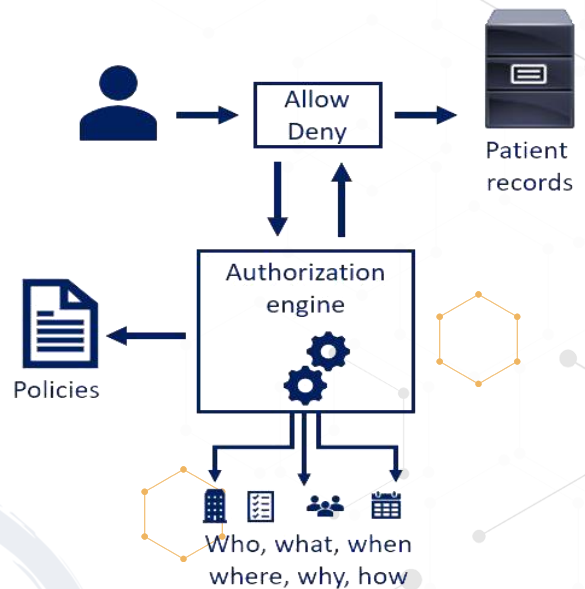 Allow
Deny
Patient
records
Authorization
engine
Policies
Who, what, when
where, why, how